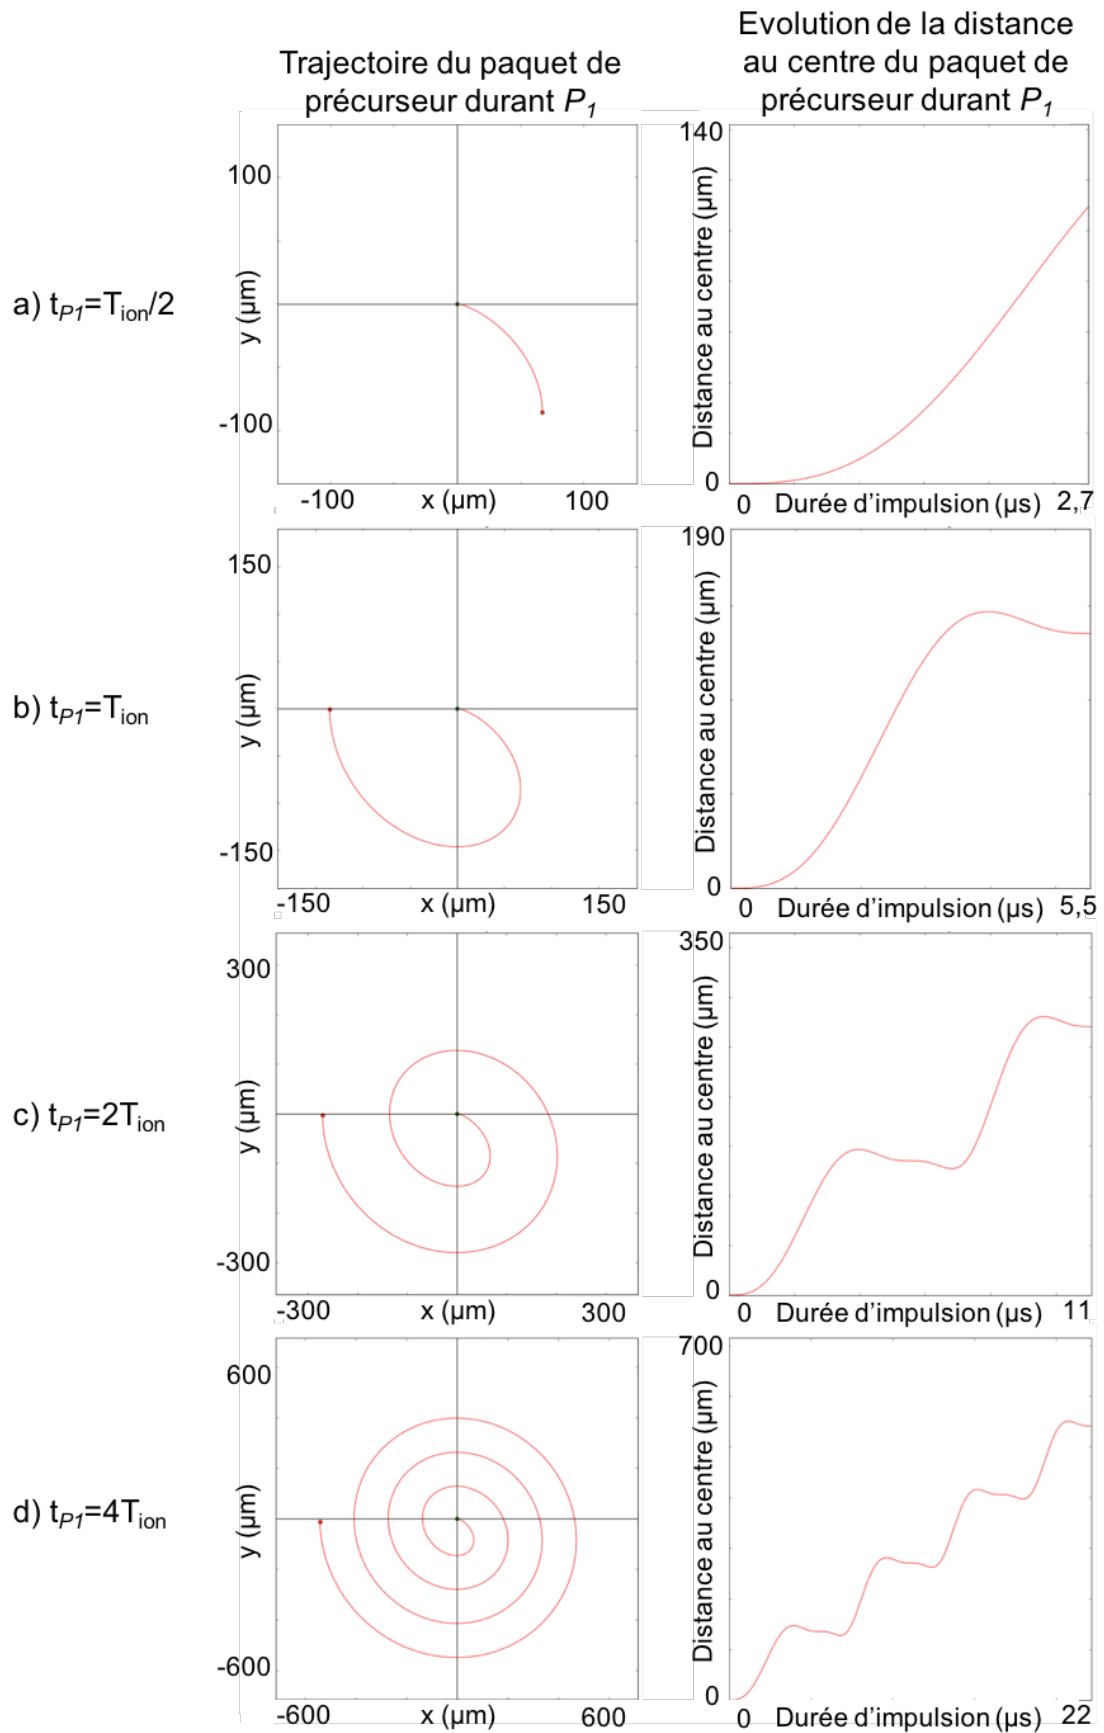 Trajectoire du paquet de
précurseur durant P1
Evolution de la distance
au centre du paquet de
précurseur durant P1
a) tP1=Tion/2
100
-100
y (µm)
-100
x (µm)
100
140
0
Distance au centre (µm)
0
Durée d'impulsion (µs)
2,7
b) tP1=Tion
150
-150
y (µm)
-150
x (µm)
150
190
0
Distance au centre (µm)
0
Durée d'impulsion (µs)
5,5
c) tP1=2Tion
300
-300
y (µm)
-300
x (µm)
300
350
0
Distance au centre (µm)
0
Durée d'impulsion (µs)
11
d) tP1=4Tion
600
-600
y (µm)
-600
x (µm)
600
700
0
Distance au centre (µm)
0
Durée d'impulsion (µs)
22